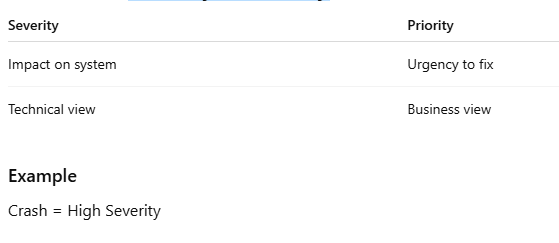 Severity Priority
Impact on system Urgency to fix
Technical view Business view
Example
Crash = High Severity